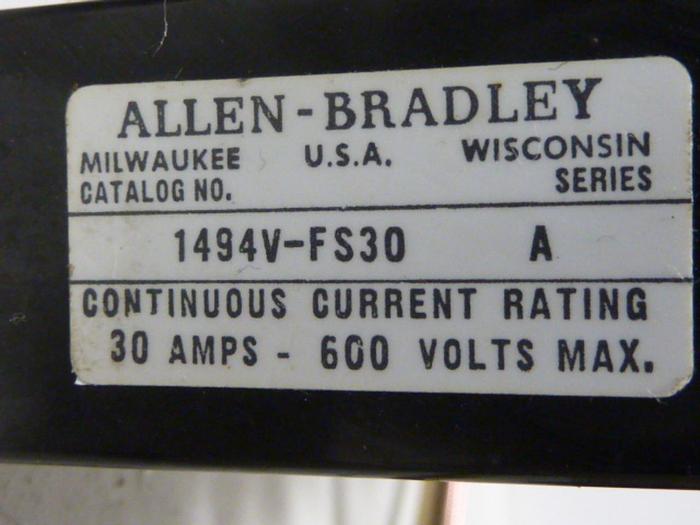 ALLEN-BRADLEY
MILWAUKEE U.S.A. WISCONSIN
CATALOG NO. SERIES
1494V-FS30 A
CONTINUOUS CURRENT RATING
30 AMPS - 600 VOLTS MAX.